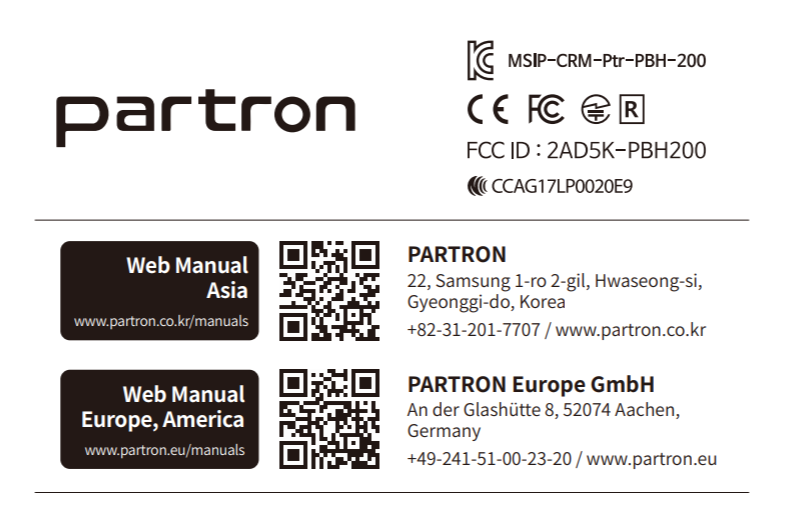 partron
MSIP-CRM-Ptr-PBH-200
CE FC R
FCC ID : 2AD5K-PBH200
CCAG17LP0020E9
Web Manual
Asia
www.partron.co.kr/manuals
PARTRON
22, Samsung 1-ro 2-gil, Hwaseong-si,
Gyeonggi-do, Korea
+82-31-201-7707 / www.partron.co.kr
Web Manual
Europe, America
www.partron.eu/manuals
PARTRON Europe GmbH
An der Glashütte 8, 52074 Aachen,
Germany
+49-241-51-00-23-20 / www.partron.eu